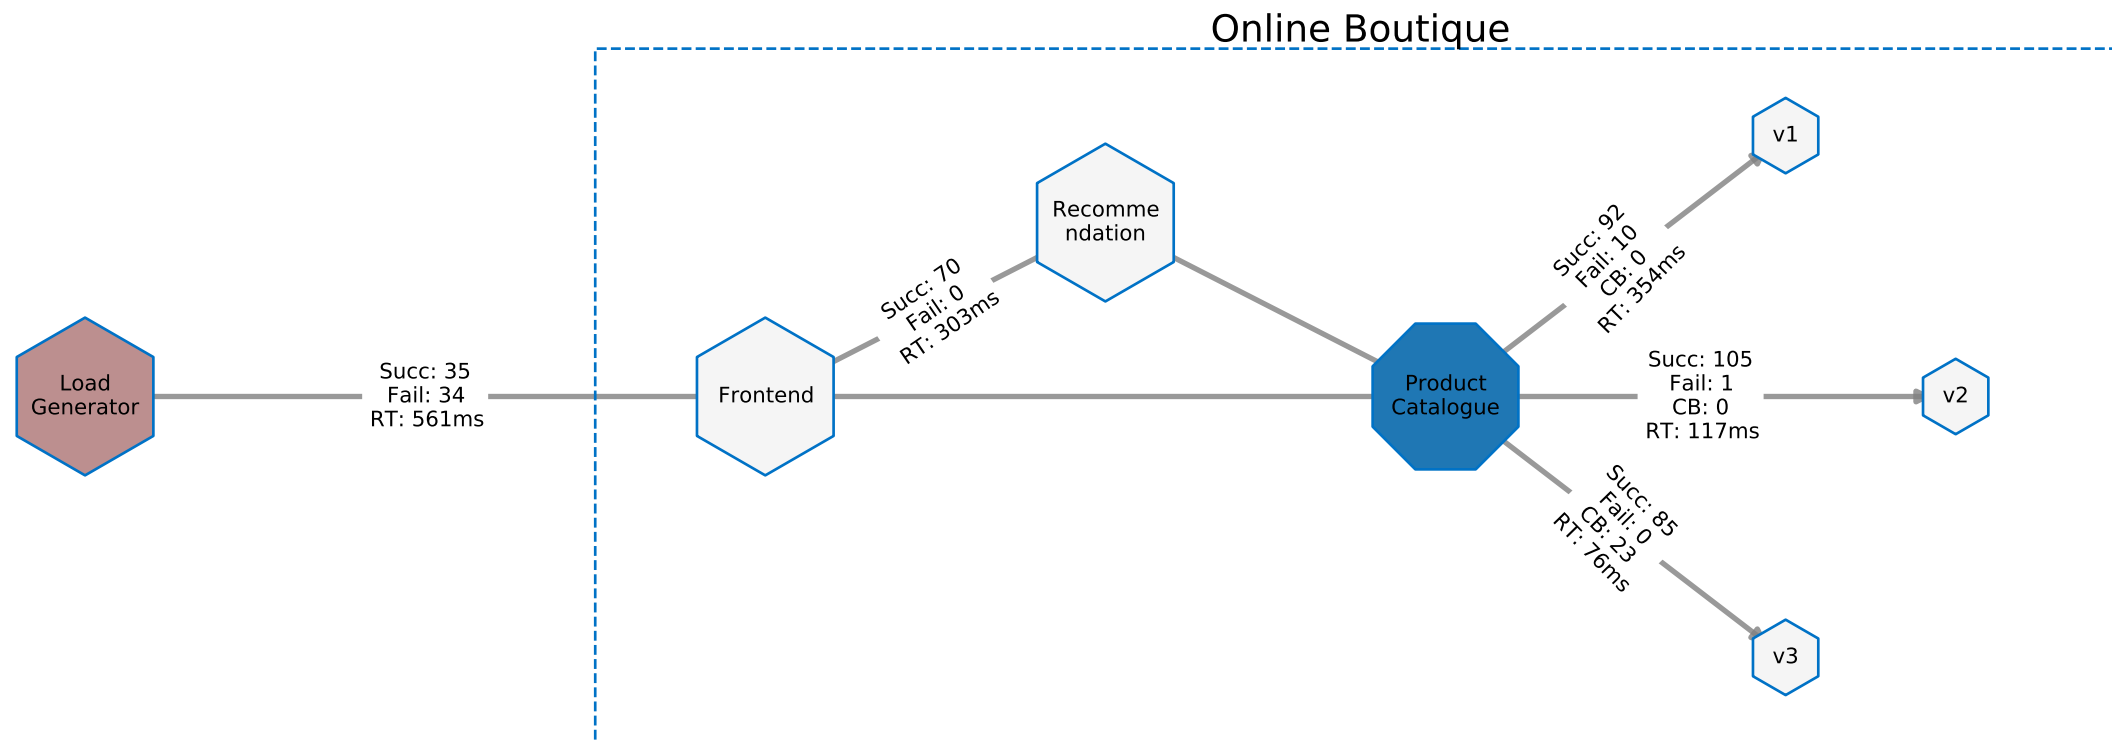 Online Boutique
Load
Generator
Succ: 35
Fail: 34
RT: 561ms
Frontend
Succ: 70
Fail: 0
RT: 303ms
Recomme
ndation
Product
Catalogue
Succ: 92
Fail: 10
CB: 0
RT: 354ms
v1
Succ: 105
Fail: 1
CB: 0
RT: 117ms
v2
Succ: 85
Fail: 0
CB: 23
RT: 76ms
v3